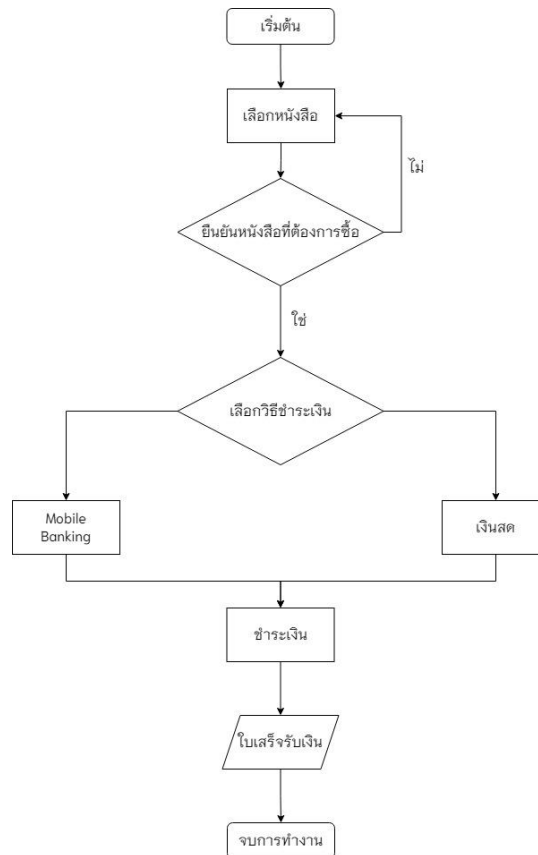 เริ่มต้น
เลือกหนังสือ
ไม่
ยืนยันหนังสือที่ต้องการซื้อ
ใช่
เลือกวิธีชำระเงิน
Mobile
Banking
เงินสด
ชำระเงิน
ใบเสร็จรับเงิน
จบการทำงาน